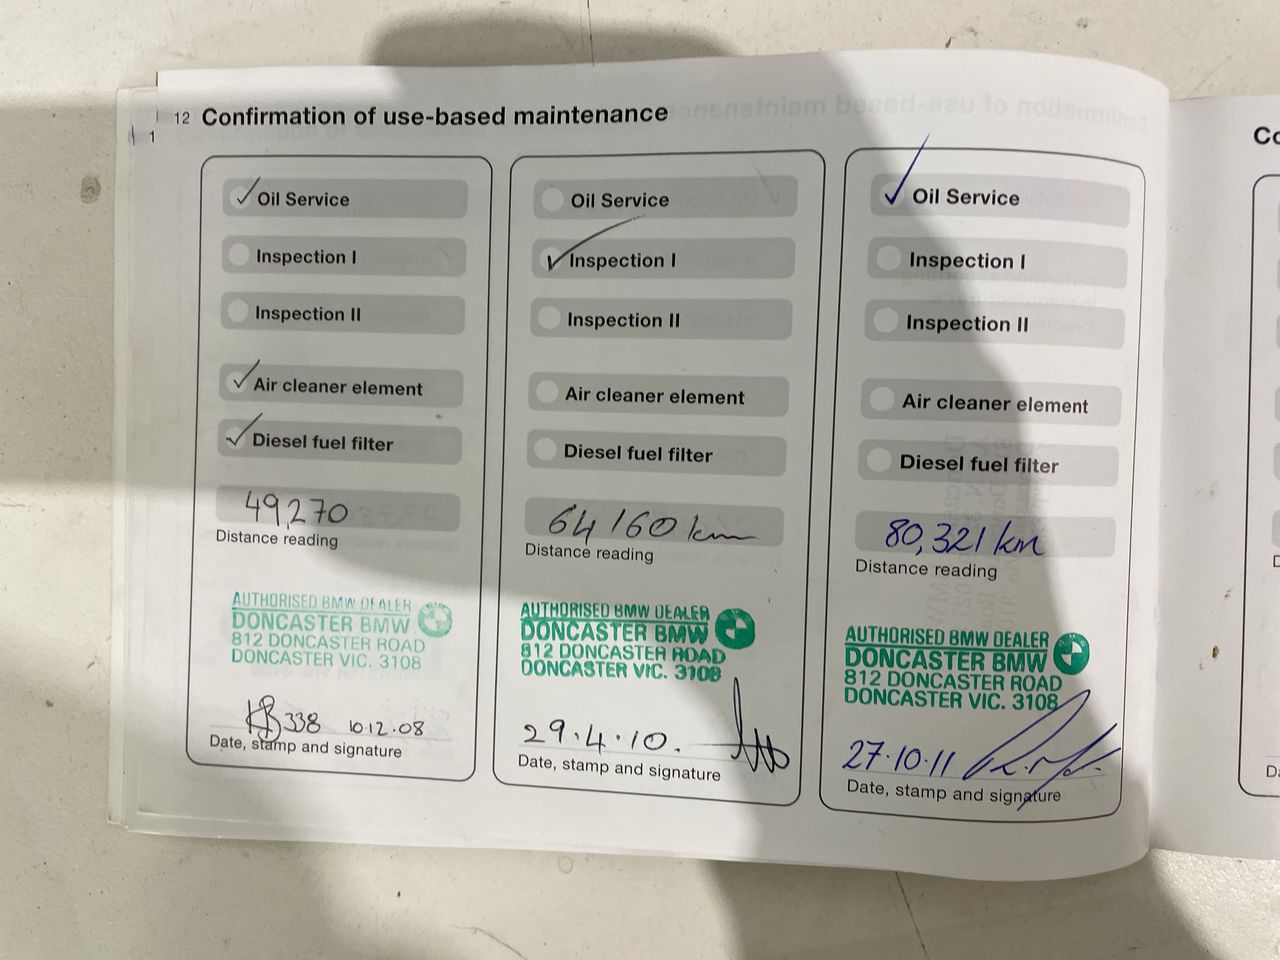 12 Confirmation of use-based maintenance
1
Oil Service
Inspection I
Inspection II
Air cleaner element
Diesel fuel filter
49,270
Distance reading
AUTHORISED BMW DEALER
DONCASTER BMW
812 DONCASTER ROAD
DONCASTER VIC. 3108
338 10.12.08
Date, stamp and signature
Oil Service
Inspection I
Inspection II
Air cleaner element
Diesel fuel filter
64160 km
Distance reading
AUTHORISED BMW DEALER
DONCASTER BMW
812 DONCASTER ROAD
DONCASTER VIC. 3108
29.4.10.
Date, stamp and signature
Oil Service
Inspection I
Inspection II
Air cleaner element
Diesel fuel filter
80,321 km
Distance reading
AUTHORISED BMW DEALER
DONCASTER BMW
812 DONCASTER ROAD
DONCASTER VIC. 3108
27.10.11
Date, stamp and signature